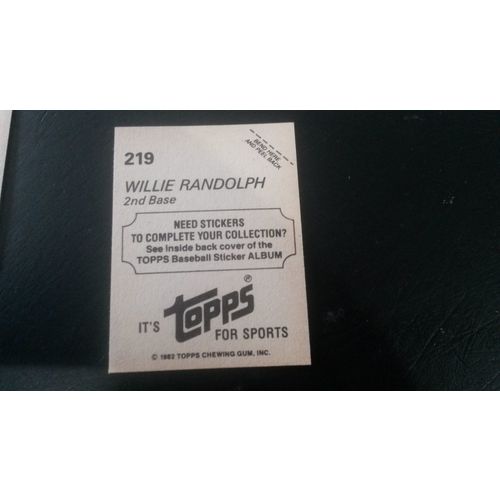 219
BEND HERE
AND PEEL BACK
WILLIE RANDOLPH
2nd Base
NEED STICKERS
TO COMPLETE YOUR COLLECTION?
See inside back cover of the
TOPPS Baseball Sticker ALBUM
IT'S topps® FOR SPORTS
© 1982 TOPPS CHEWING GUM, INC.